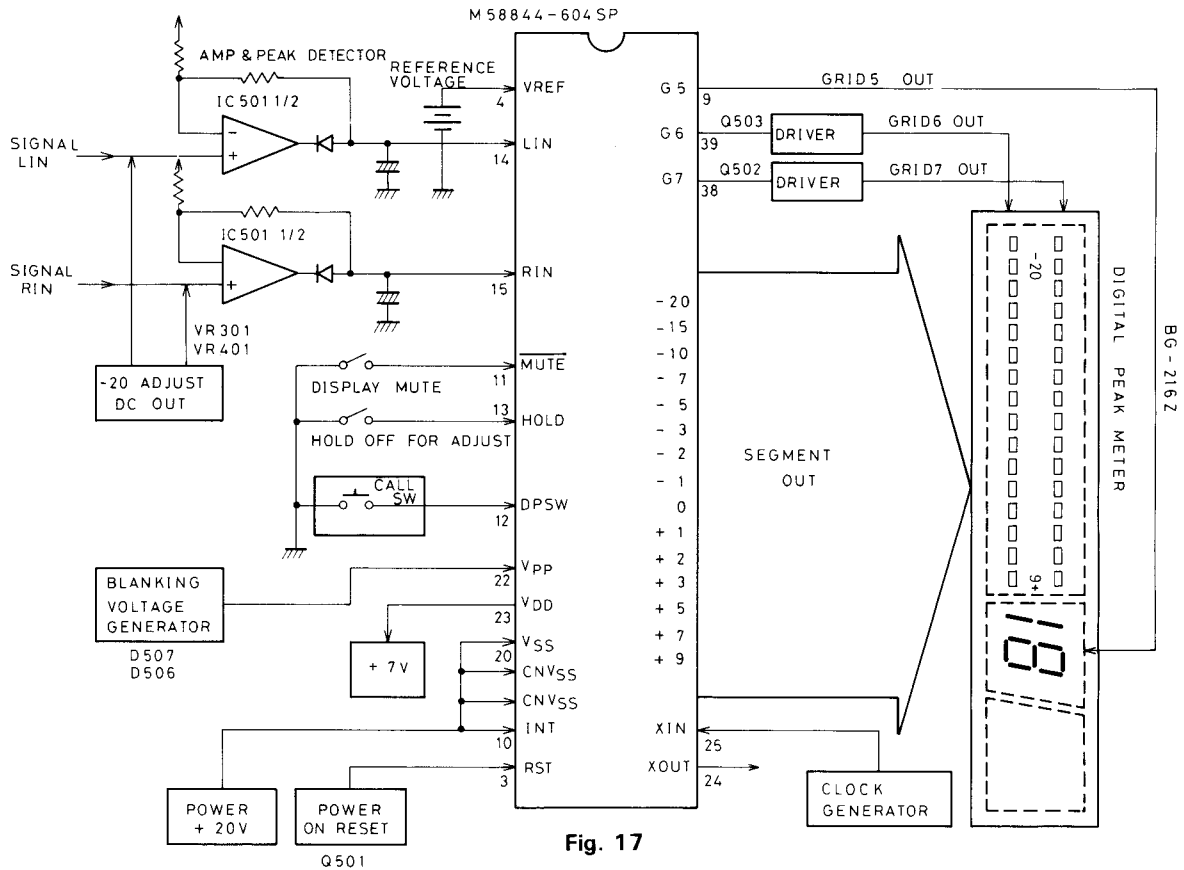 M58844-604SP
AMP & PEAK DETECTOR
IC501 1/2
REFERENCE
VOLTAGE
4
VREF
SIGNAL
LIN
-
+
14
LIN
IC501 1/2
SIGNAL
RIN
+
15
RIN
VR301
VR401
-20 ADJUST
DC OUT
MUTE
11
DISPLAY MUTE
13
HOLD
HOLD OFF FOR ADJUST
CALL
SW
DPSW
12
BLANKING
VOLTAGE
GENERATOR
D507
D506
VPP
22
VDD
23
+7V
VSS
20
CNVSS
CNVSS
INT
10
RST
3
POWER
+20V
POWER
ON RESET
Q501
G5
9
GRID5 OUT
G6
39
Q503
DRIVER
GRID6 OUT
G7
38
Q502
DRIVER
GRID7 OUT
-20
-15
-10
-7
-5
-3
-2
-1
0
+1
+2
+3
+5
+7
+9
SEGMENT
OUT
XIN
25
XOUT
24
CLOCK
GENERATOR
-20
9+
18
DIGITAL PEAK METER
BG-216Z
Fig. 17